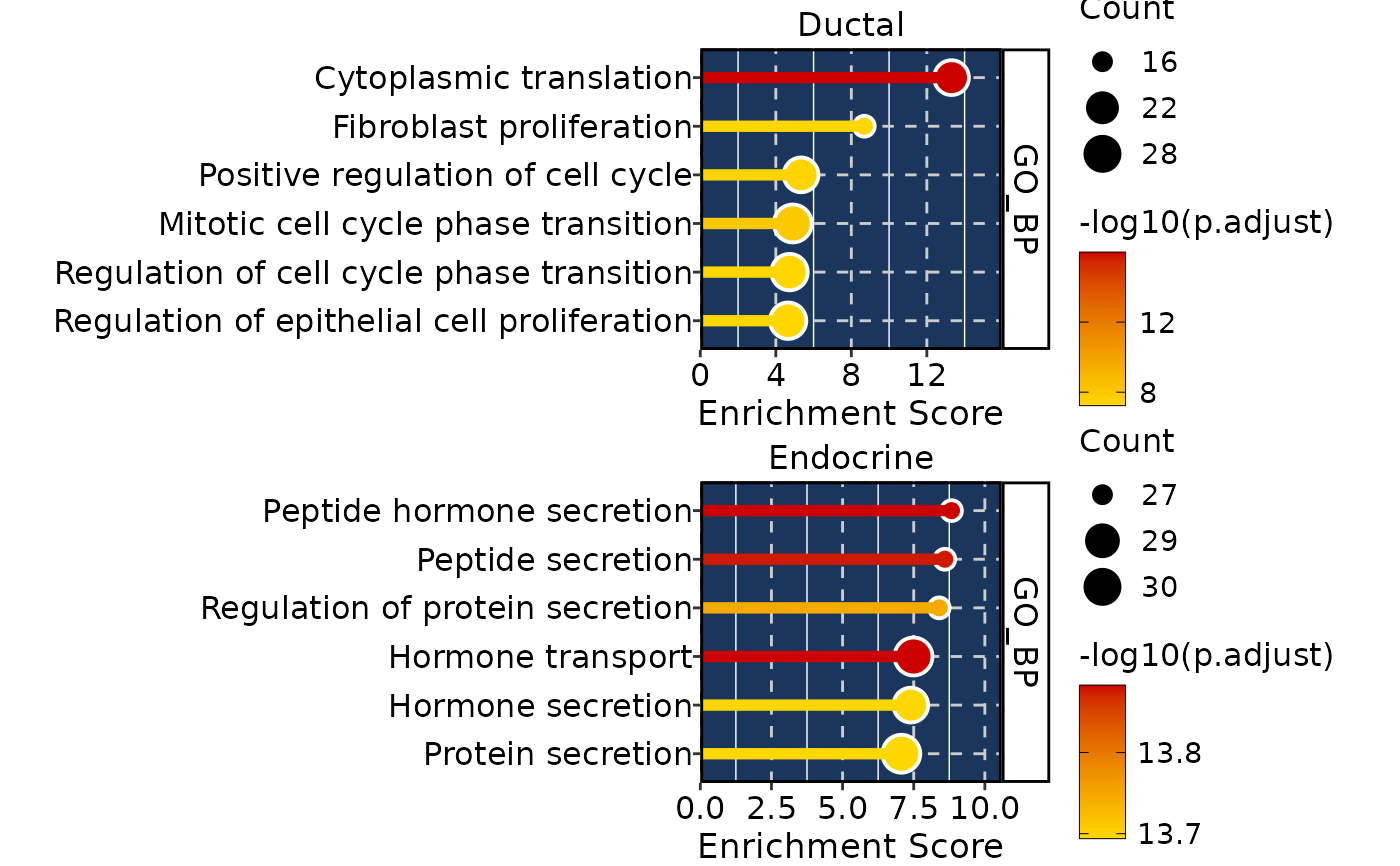 Ductal
Count
Cytoplasmic translation
Fibroblast proliferation
Positive regulation of cell cycle
Mitotic cell cycle phase transition
Regulation of cell cycle phase transition
Regulation of epithelial cell proliferation
GO_BP
16
22
28
-log10(p.adjust)
12
8
0 4 8 12
Enrichment Score
Endocrine
Count
Peptide hormone secretion
Peptide secretion
Regulation of protein secretion
Hormone transport
Hormone secretion
Protein secretion
GO_BP
27
29
30
-log10(p.adjust)
13.8
13.7
0.0 2.5 5.0 7.5 10.0
Enrichment Score